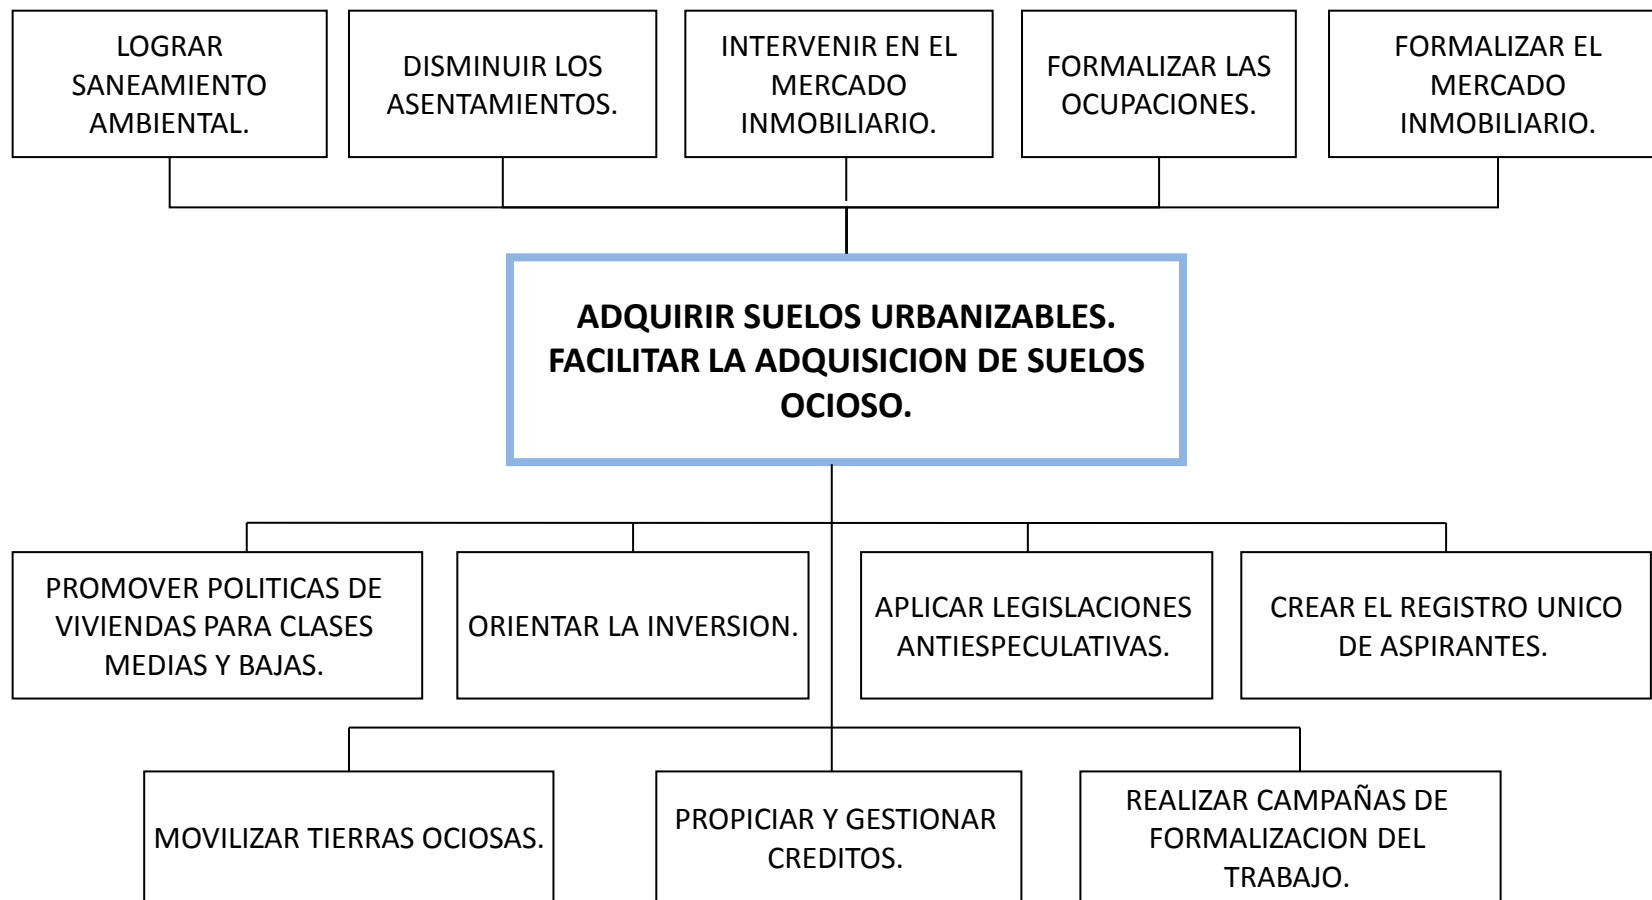 LOGRAR
SANEAMIENTO
AMBIENTAL.
DISMINUIR LOS
ASENTAMIENTOS.
INTERVENIR EN EL
MERCADO
INMOBILIARIO.
FORMALIZAR LAS
OCUPACIONES.
FORMALIZAR EL
MERCADO
INMOBILIARIO.
ADQUIRIR SUELOS URBANIZABLES.
FACILITAR LA ADQUISICION DE SUELOS
OCIOSO.
PROMOVER POLITICAS DE
VIVIENDAS PARA CLASES
MEDIAS Y BAJAS.
ORIENTAR LA INVERSION.
APLICAR LEGISLACIONES
ANTIESPECULATIVAS.
CREAR EL REGISTRO UNICO
DE ASPIRANTES.
MOVILIZAR TIERRAS OCIOSAS.
PROPICIAR Y GESTIONAR
CREDITOS.
REALIZAR CAMPAÑAS DE
FORMALIZACION DEL
TRABAJO.